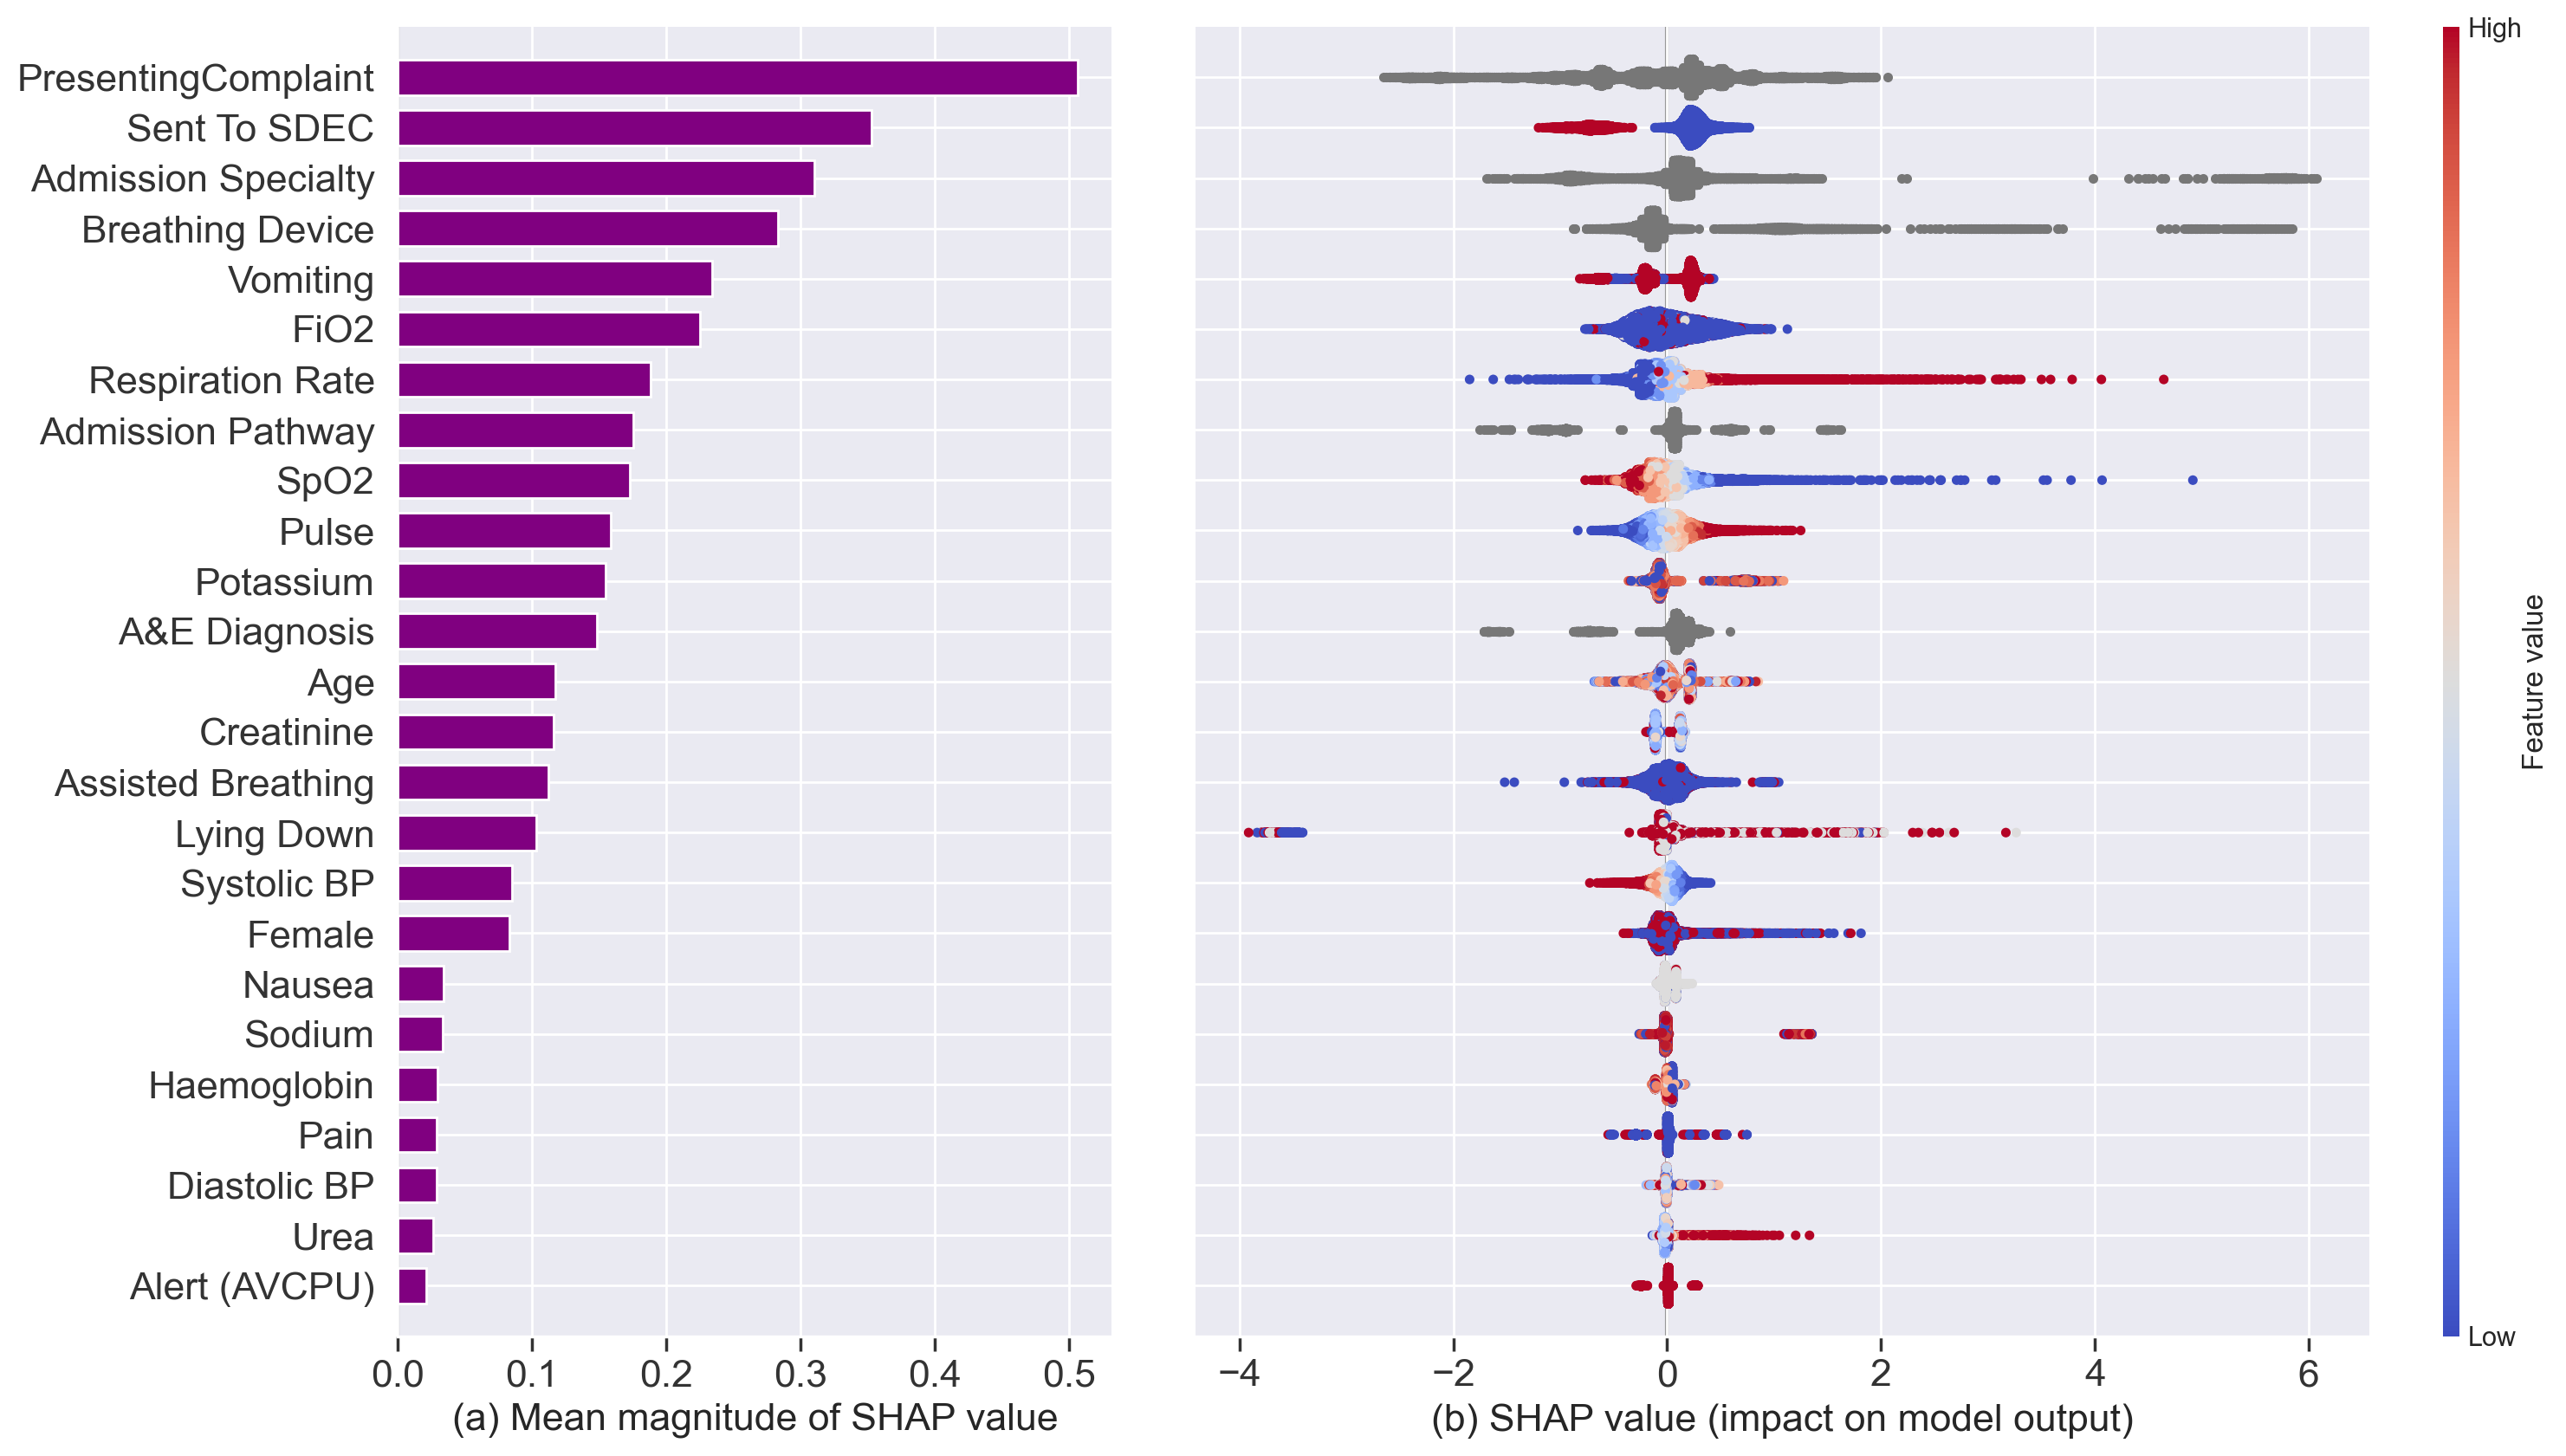 PresentingComplaint
Sent To SDEC
Admission Specialty
Breathing Device
Vomiting
FiO2
Respiration Rate
Admission Pathway
SpO2
Pulse
Potassium
A&E Diagnosis
Age
Creatinine
Assisted Breathing
Lying Down
Systolic BP
Female
Nausea
Sodium
Haemoglobin
Pain
Diastolic BP
Urea
Alert (AVCPU)
0.0 0.1 0.2 0.3 0.4 0.5
(a) Mean magnitude of SHAP value
−4 −2 0 2 4 6
(b) SHAP value (impact on model output)
High
Feature value
Low